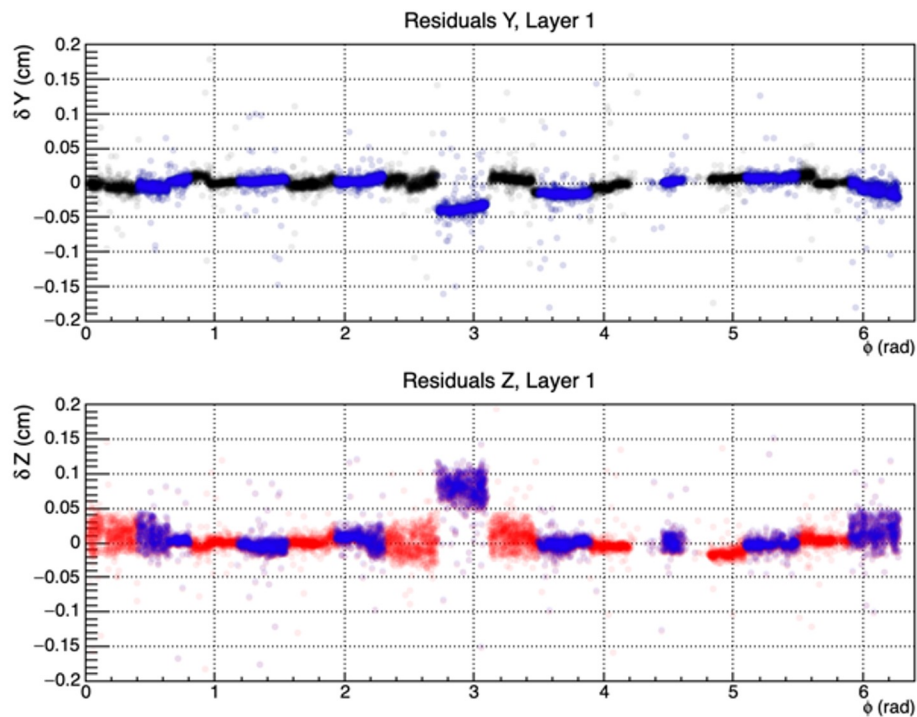 Residuals Y, Layer 1
δ Y (cm)
0.2
0.15
0.1
0.05
0
−0.05
−0.1
−0.15
−0.2
0 1 2 3 4 5 6
ϕ (rad)
Residuals Z, Layer 1
δ Z (cm)
0.2
0.15
0.1
0.05
0
−0.05
−0.1
−0.15
−0.2
0 1 2 3 4 5 6
ϕ (rad)